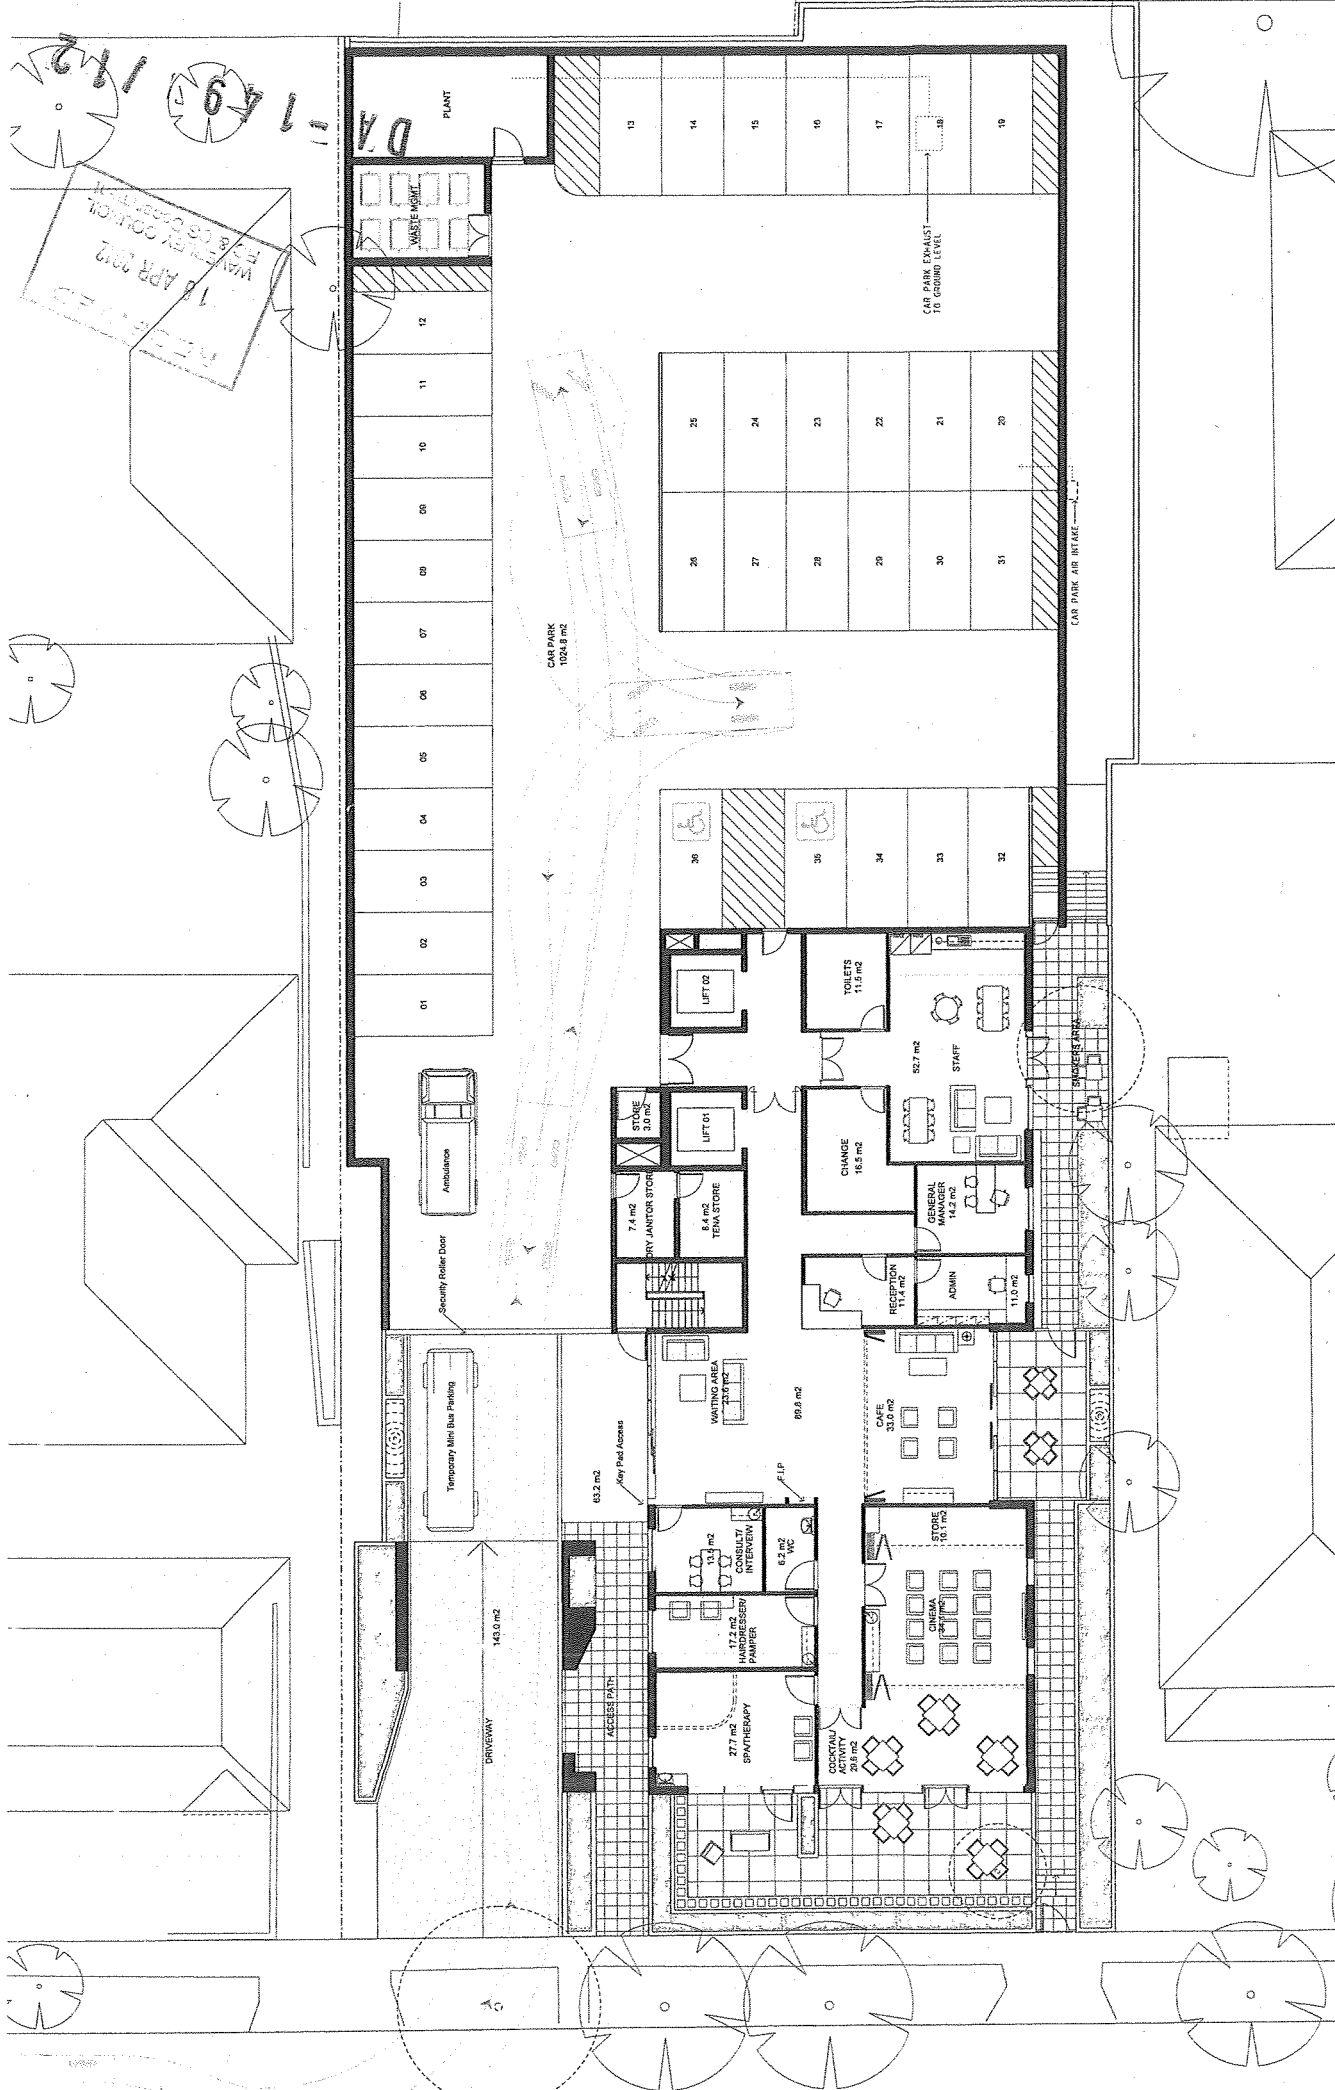 DA-149/12
RECEIVED
18 APR 2012
WAVERLEY COUNCIL
PLANT
WASTE MGMT
13
14
15
16
17
18
19
CAR PARK EXHAUST
TO GROUND LEVEL
12
11
10
09
08
07
06
05
04
03
02
01
25
24
23
22
21
20
26
27
28
29
30
31
CAR PARK AIR INTAKE
CAR PARK
1024.8 m2
36
35
34
33
32
Ambulance
Security Roller Door
Temporary Mini Bus Parking
LIFT 02
TOILETS
11.5 m2
52.7 m2
STAFF
SMOKERS AREA
STORE
3.0 m2
LIFT 01
CHANGE
16.5 m2
7.4 m2
DRY JANITOR STOR
8.4 m2
TENA STORE
GENERAL
MANAGER
14.2 m2
RECEPTION
11.4 m2
ADMIN
11.0 m2
WAITING AREA
23.6 m2
89.8 m2
CAFE
33.0 m2
63.2 m2
Key Pad Access
F.I.P
13.5 m2
CONSULT/
INTERVEIW
6.2 m2
WC
STORE
10.1 m2
17.2 m2
HAIRDRESSER/
PAMPER
CINEMA
143.0 m2
DRIVEWAY
ACCESS PATH
27.7 m2
SPA/THERAPY
COCKTAIL/
ACTIVITY
29.6 m2